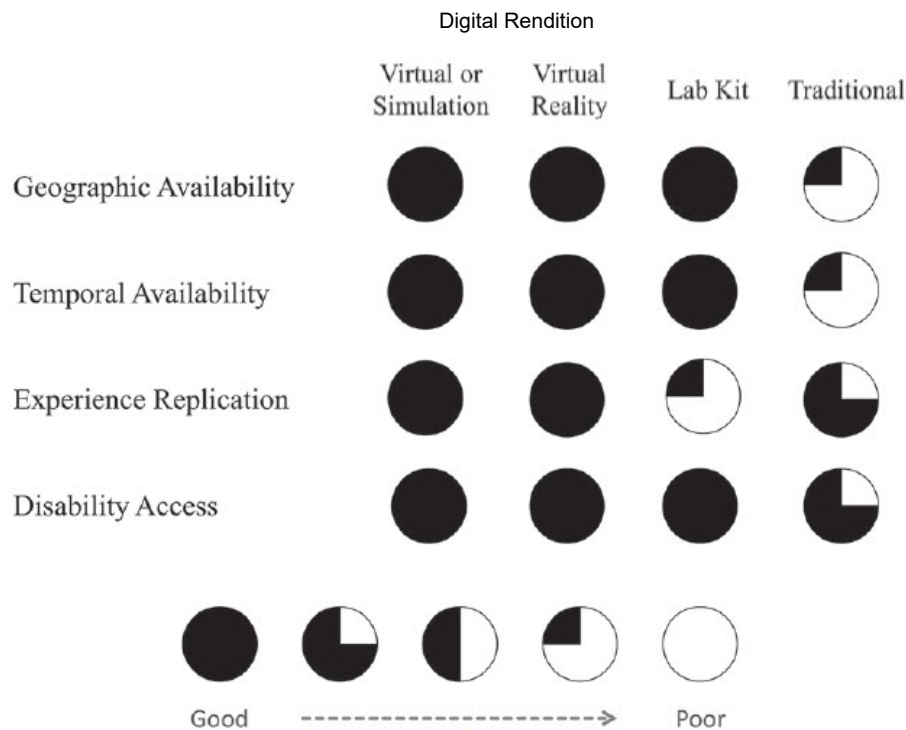 Digital Rendition
Virtual or
Simulation
Virtual
Reality
Lab Kit
Traditional
Geographic Availability
Temporal Availability
Experience Replication
Disability Access
Good
Poor